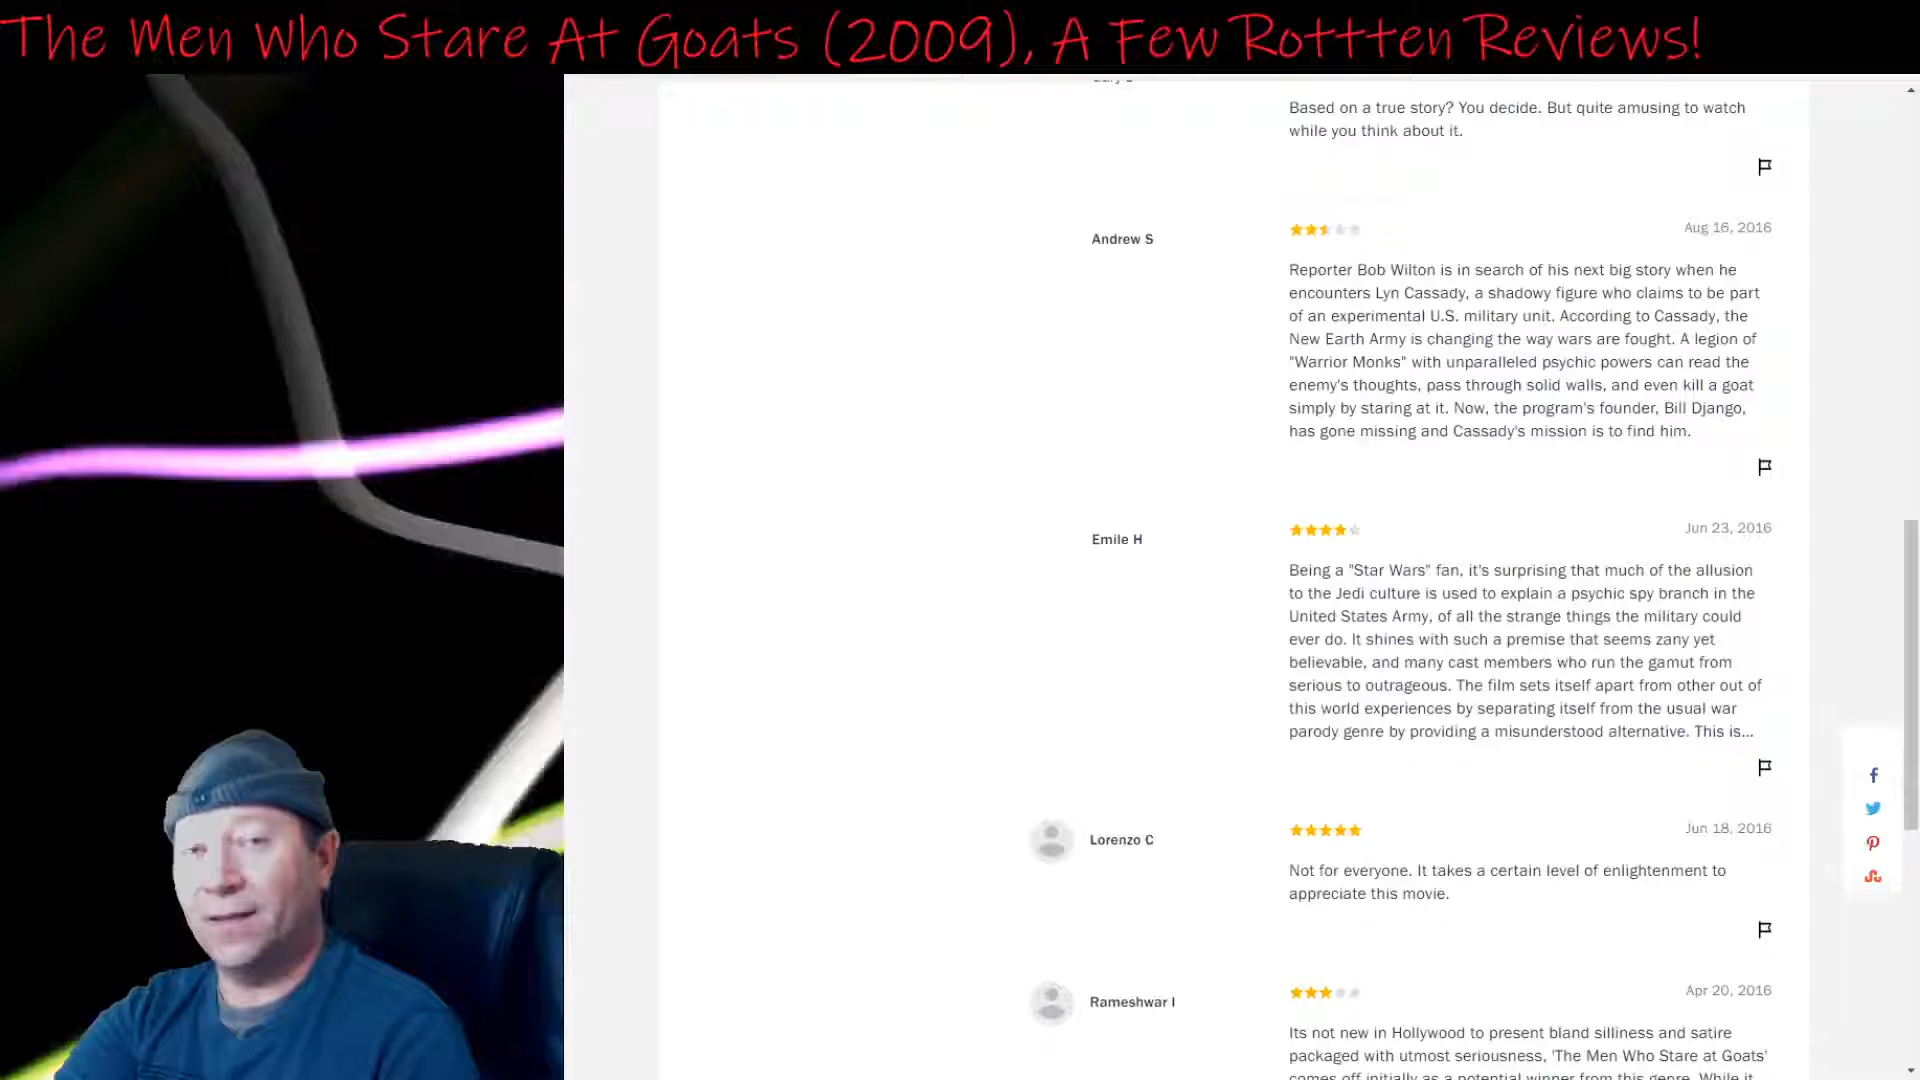 The Men Who Stare At Goats (2009), A Few Rottten Reviews!
Based on a true story? You decide. But quite amusing to watch
while you think about it.
Andrew S
Aug 16, 2016
Reporter Bob Wilton is in search of his next big story when he
encounters Lyn Cassady, a shadowy figure who claims to be part
of an experimental U.S. military unit. According to Cassady, the
New Earth Army is changing the way wars are fought. A legion of
"Warrior Monks" with unparalleled psychic powers can read the
enemy's thoughts, pass through solid walls, and even kill a goat
simply by staring at it. Now, the program's founder, Bill Django,
has gone missing and Cassady's mission is to find him.
Emile H
Jun 23, 2016
Being a "Star Wars" fan, it's surprising that much of the allusion
to the Jedi culture is used to explain a psychic spy branch in the
United States Army, of all the strange things the military could
ever do. It shines with such a premise that seems zany yet
believable, and many cast members who run the gamut from
serious to outrageous. The film sets itself apart from other out of
this world experiences by separating itself from the usual war
parody genre by providing a misunderstood alternative. This is...
Lorenzo C
Jun 18, 2016
Not for everyone. It takes a certain level of enlightenment to
appreciate this movie.
Rameshwar I
Apr 20, 2016
Its not new in Hollywood to present bland silliness and satire
packaged with utmost seriousness, 'The Men Who Stare at Goats'
comes off initially as a potential winner from this genre. While it